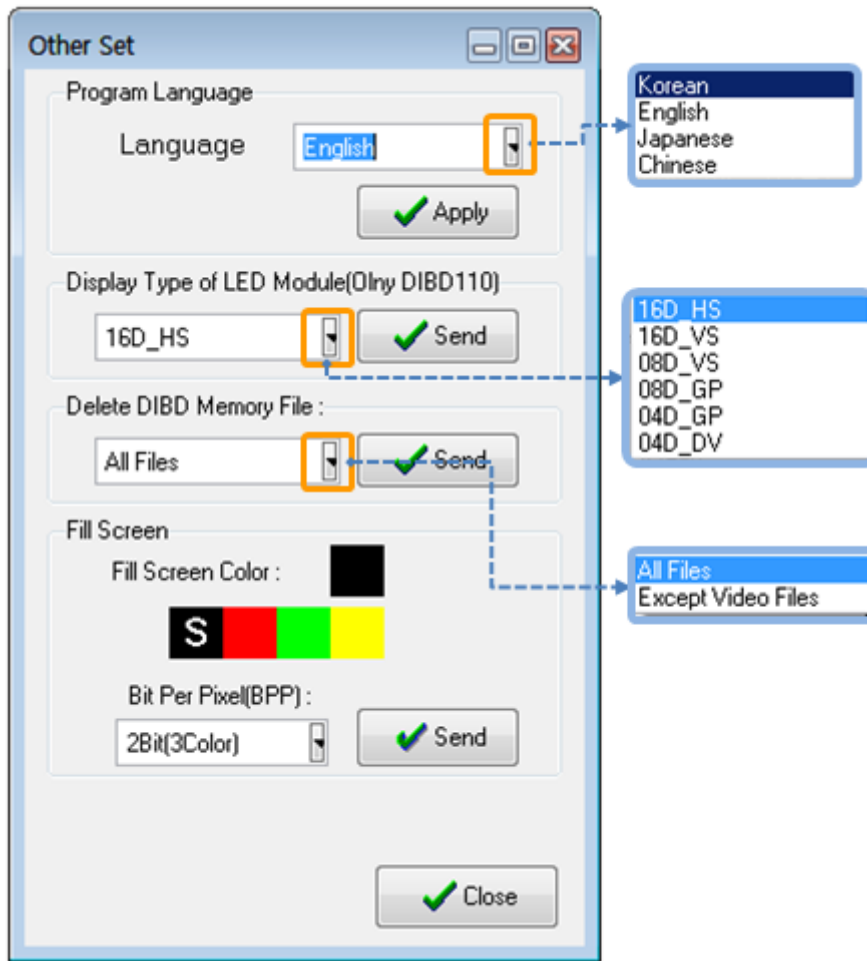 Other Set
Program Language
Language
English
Apply
Korean
English
Japanese
Chinese
Display Type of LED Module(Olny DIBD110)
16D_HS
Send
16D_HS
16D_VS
08D_VS
08D_GP
04D_GP
04D_DV
Delete DIBD Memory File :
All Files
Send
All Files
Except Video Files
Fill Screen
Fill Screen Color :
S
Bit Per Pixel(BPP) :
2Bit(3Color)
Send
Close